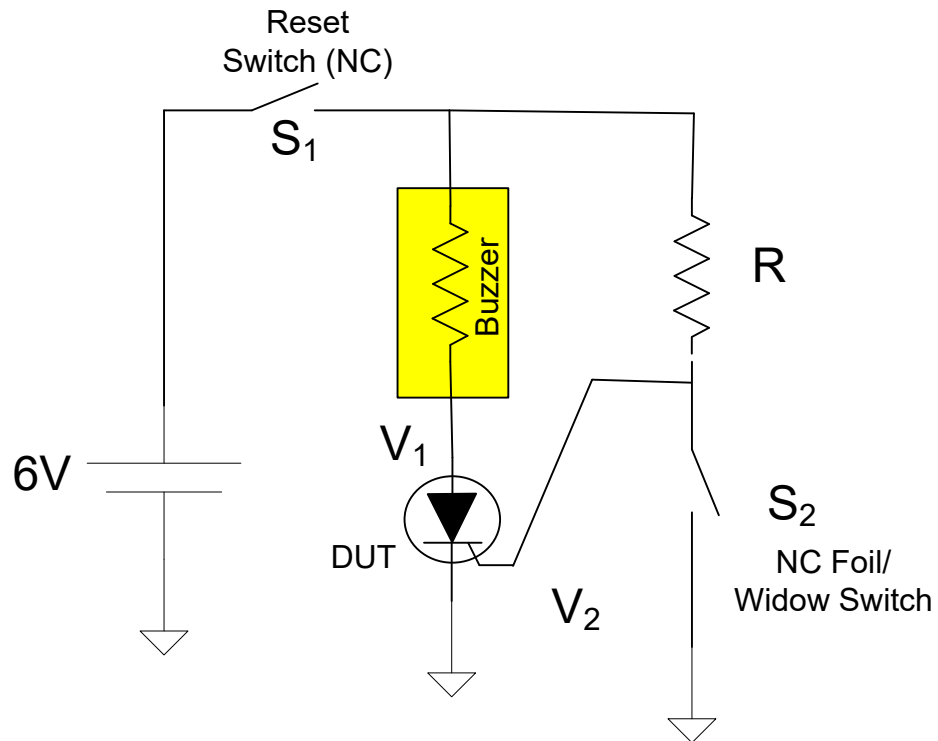 Reset
Switch (NC)
S₁
Buzzer
R
V₁
6V
S₂
DUT
NC Foil/
Widow Switch
V₂